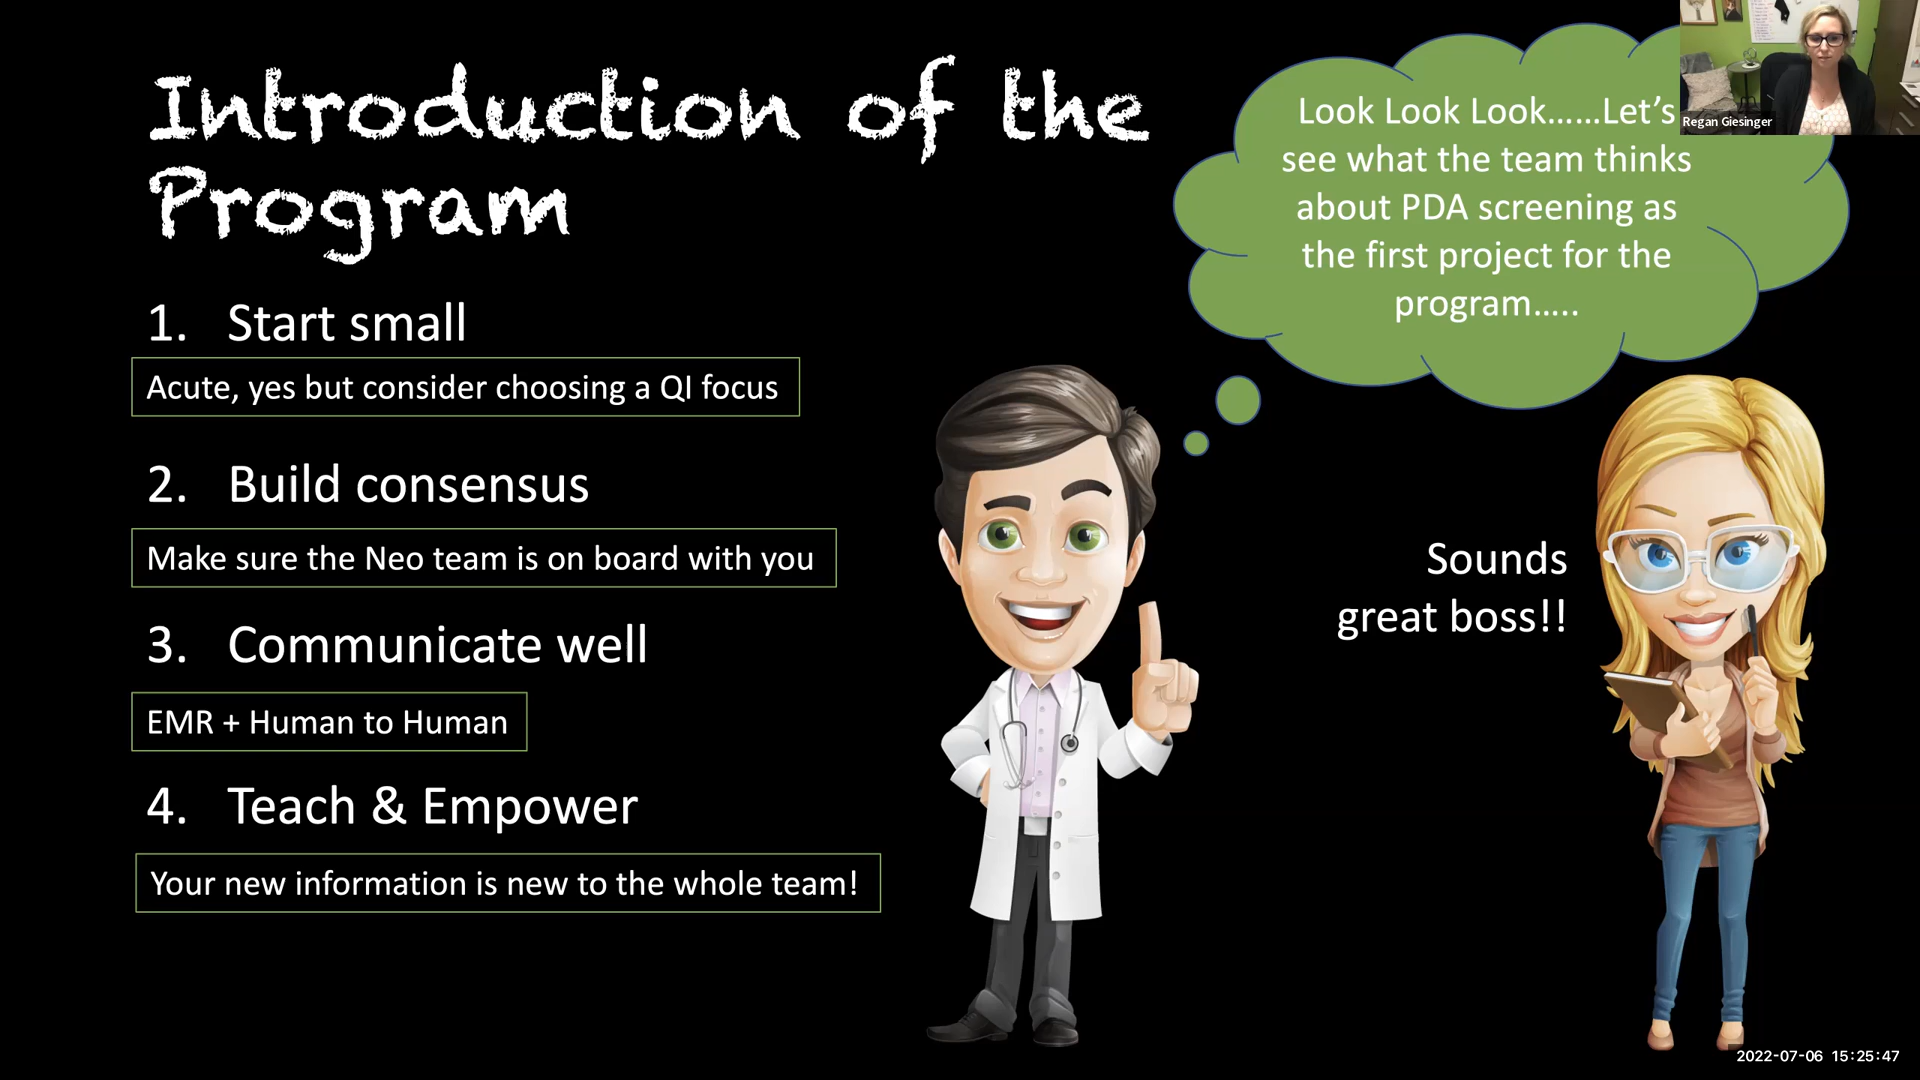 Introduction of the
Program
1. Start small
Acute, yes but consider choosing a QI focus
2. Build consensus
Make sure the Neo team is on board with you
3. Communicate well
EMR + Human to Human
4. Teach & Empower
Your new information is new to the whole team!
Look Look Look......Let's
see what the team thinks
about PDA screening as
the first project for the
program.....
Sounds
great boss!!
Regan Giesinger
2022-07-06 15:25:47